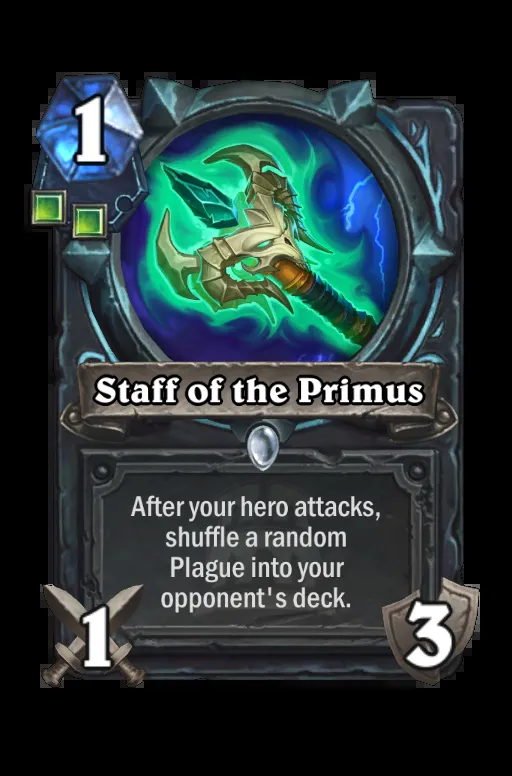 1
Staff of the Primus
After your hero attacks,
shuffle a random
Plague into your
opponent's deck.
1
3